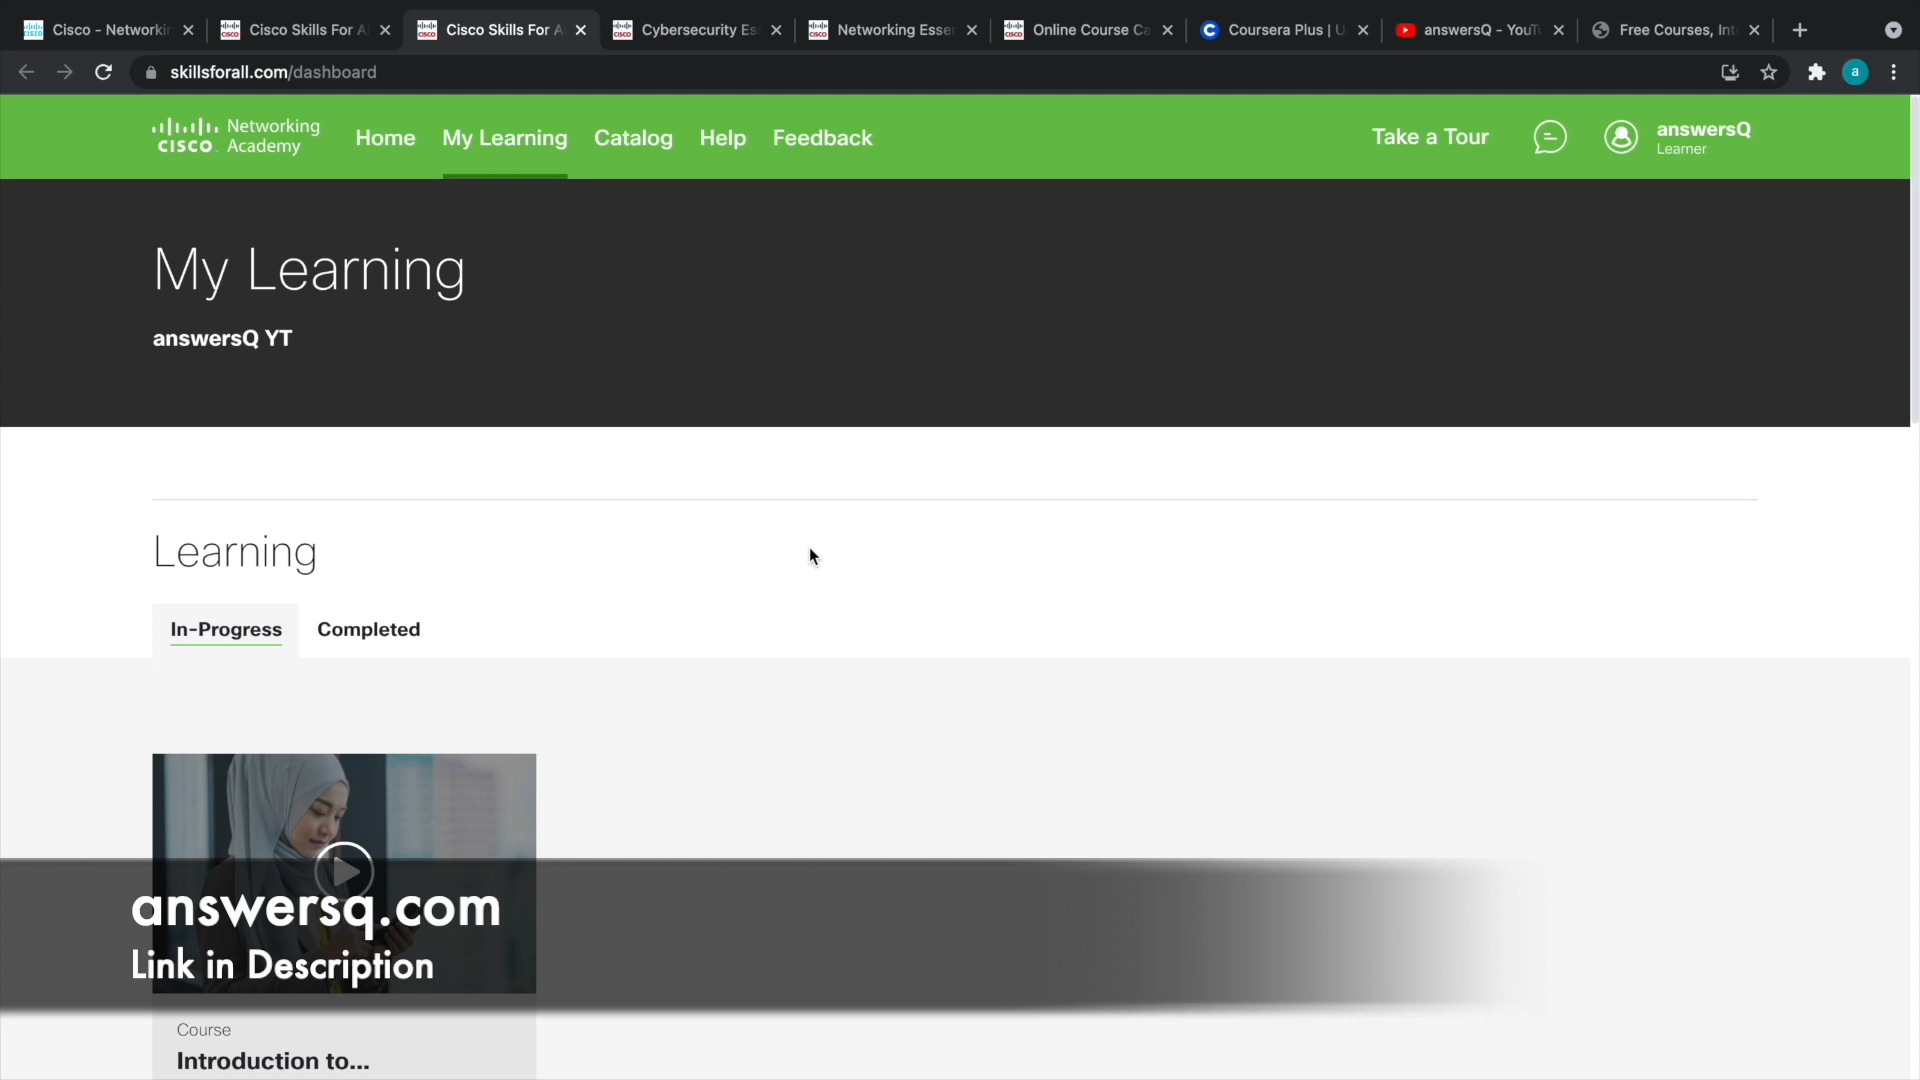 Cisco - Networkin
Cisco Skills For A
Cisco Skills For A
Cybersecurity Es
Networking Esser
Online Course Ca
Coursera Plus | U
answersQ - YouTu
Free Courses, Int
skillsforall.com/dashboard
a
CISCO
Networking
Academy
Home
My Learning
Catalog
Help
Feedback
Take a Tour
answersQ
Learner
My Learning
answersQ YT
Learning
In-Progress
Completed
answersq.com
Link in Description
Course
Introduction to...